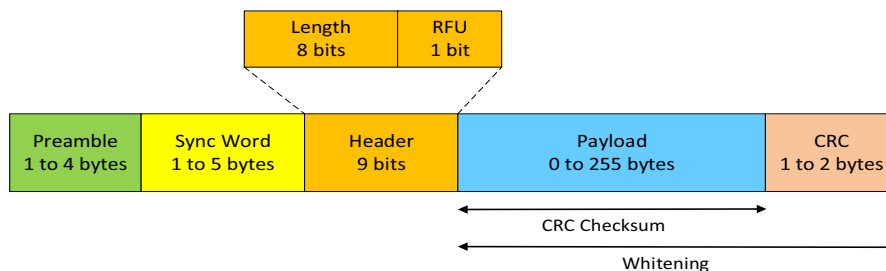 Length
8 bits
RFU
1 bit
Preamble
1 to 4 bytes
Sync Word
1 to 5 bytes
Header
9 bits
Payload
0 to 255 bytes
CRC
1 to 2 bytes
CRC Checksum
Whitening